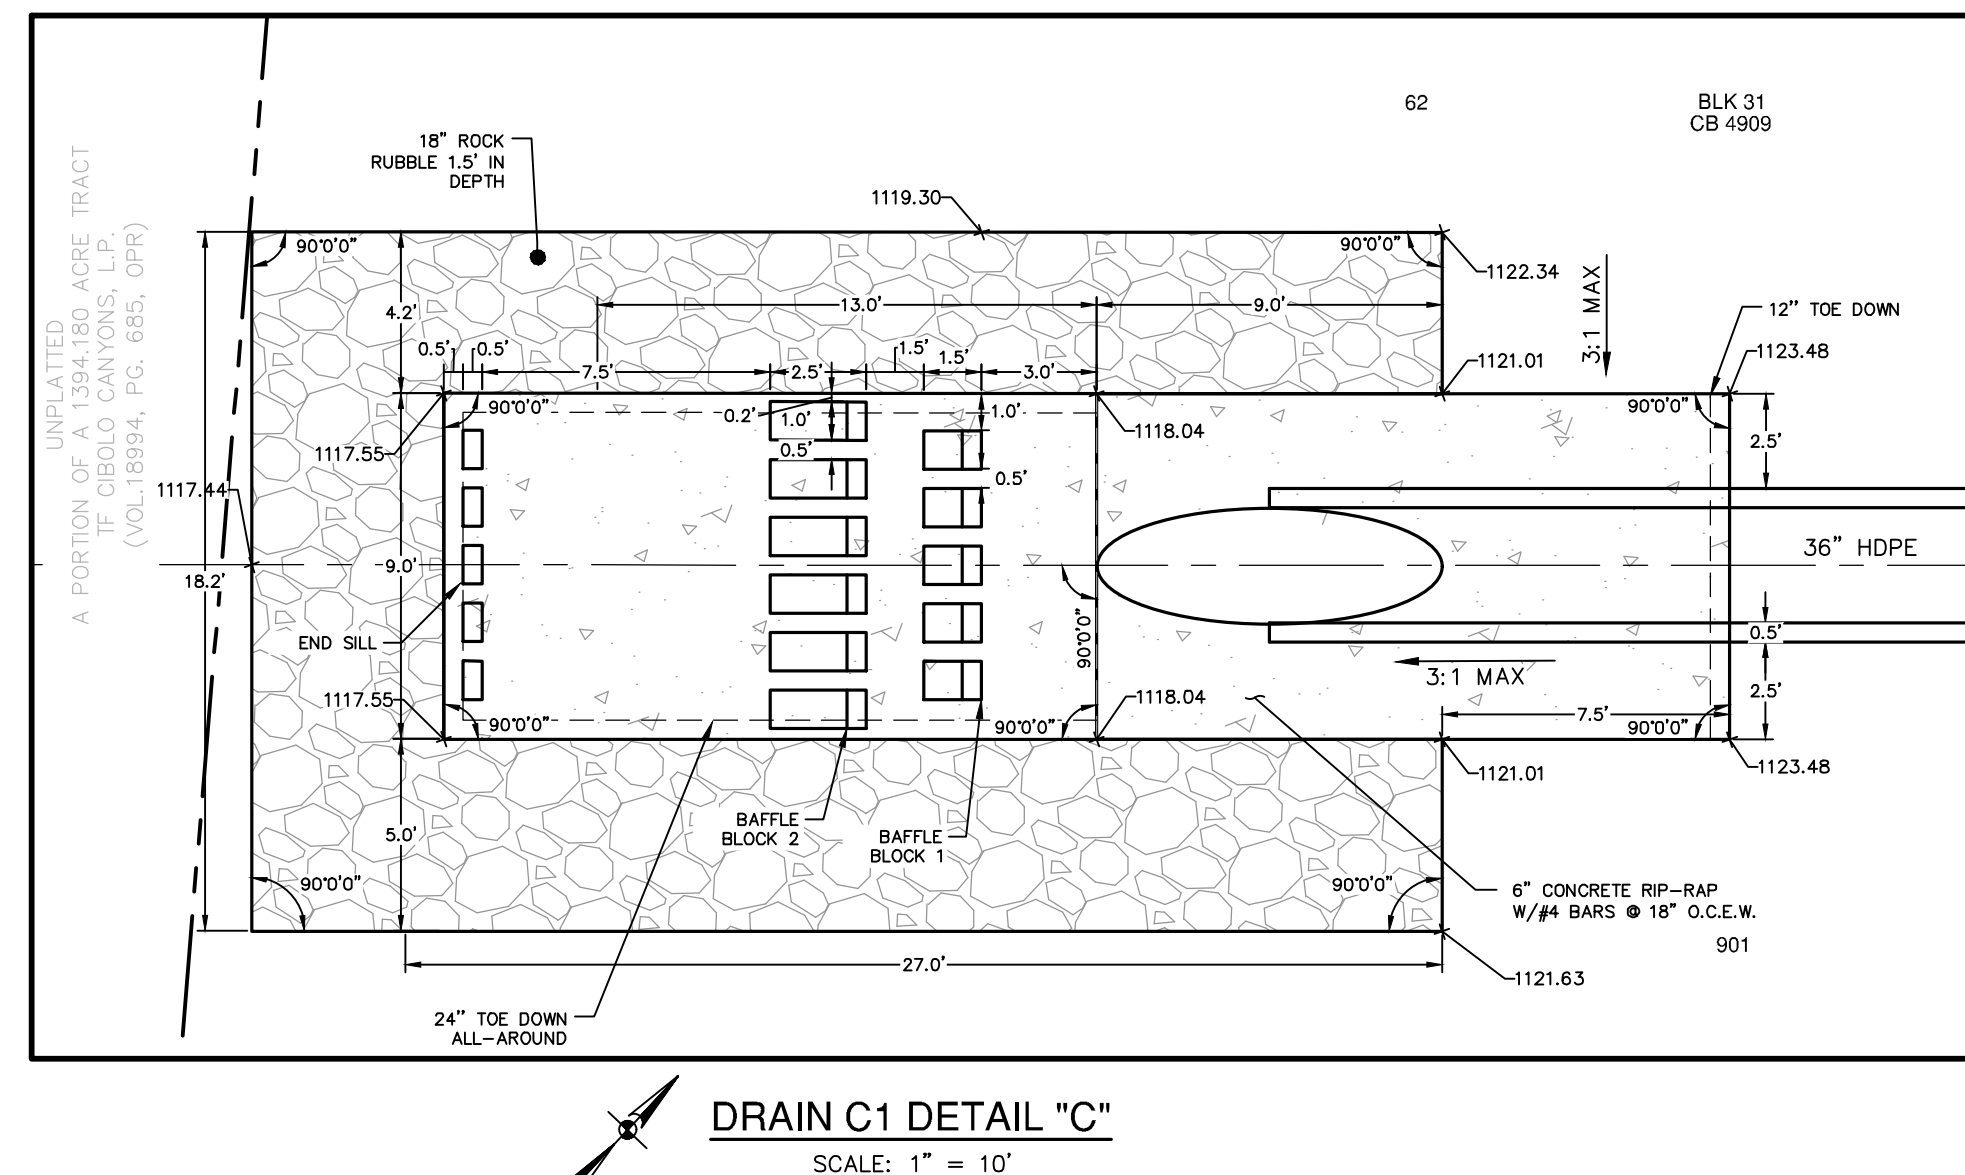 62
BLK 31
CB 4909
18" ROCK
RUBBLE 1.5' IN
DEPTH
1119.30
UNPLATTED
A PORTION OF A 1394.180 ACRE TRACT
TF CIBOLO CANYONS, L.P.
(VOL.18994, PG. 685, OPR)
90°0'0"
90°0'0"
1122.34
3:1 MAX
4.2'
13.0'
9.0'
12" TOE DOWN
0.5'
0.5'
7.5'
2.5'
1.5'
1.5'
3.0'
1121.01
1123.48
90°0'0"
0.2'
1.0'
1.0'
90°0'0"
1118.04
2.5'
1117.55
0.5'
0.5'
1117.44
18.2'
9.0'
36" HDPE
END SILL
90°0'0"
0.5'
3:1 MAX
1117.55
90°0'0"
90°0'0"
1118.04
7.5'
90°0'0"
2.5'
1121.01
1123.48
5.0'
BAFFLE
BLOCK 2
BAFFLE
BLOCK 1
90°0'0"
90°0'0"
6" CONCRETE RIP-RAP
W/#4 BARS @ 18" O.C.E.W.
901
27.0'
1121.63
24" TOE DOWN
ALL-AROUND
DRAIN C1 DETAIL "C"
SCALE: 1" = 10'